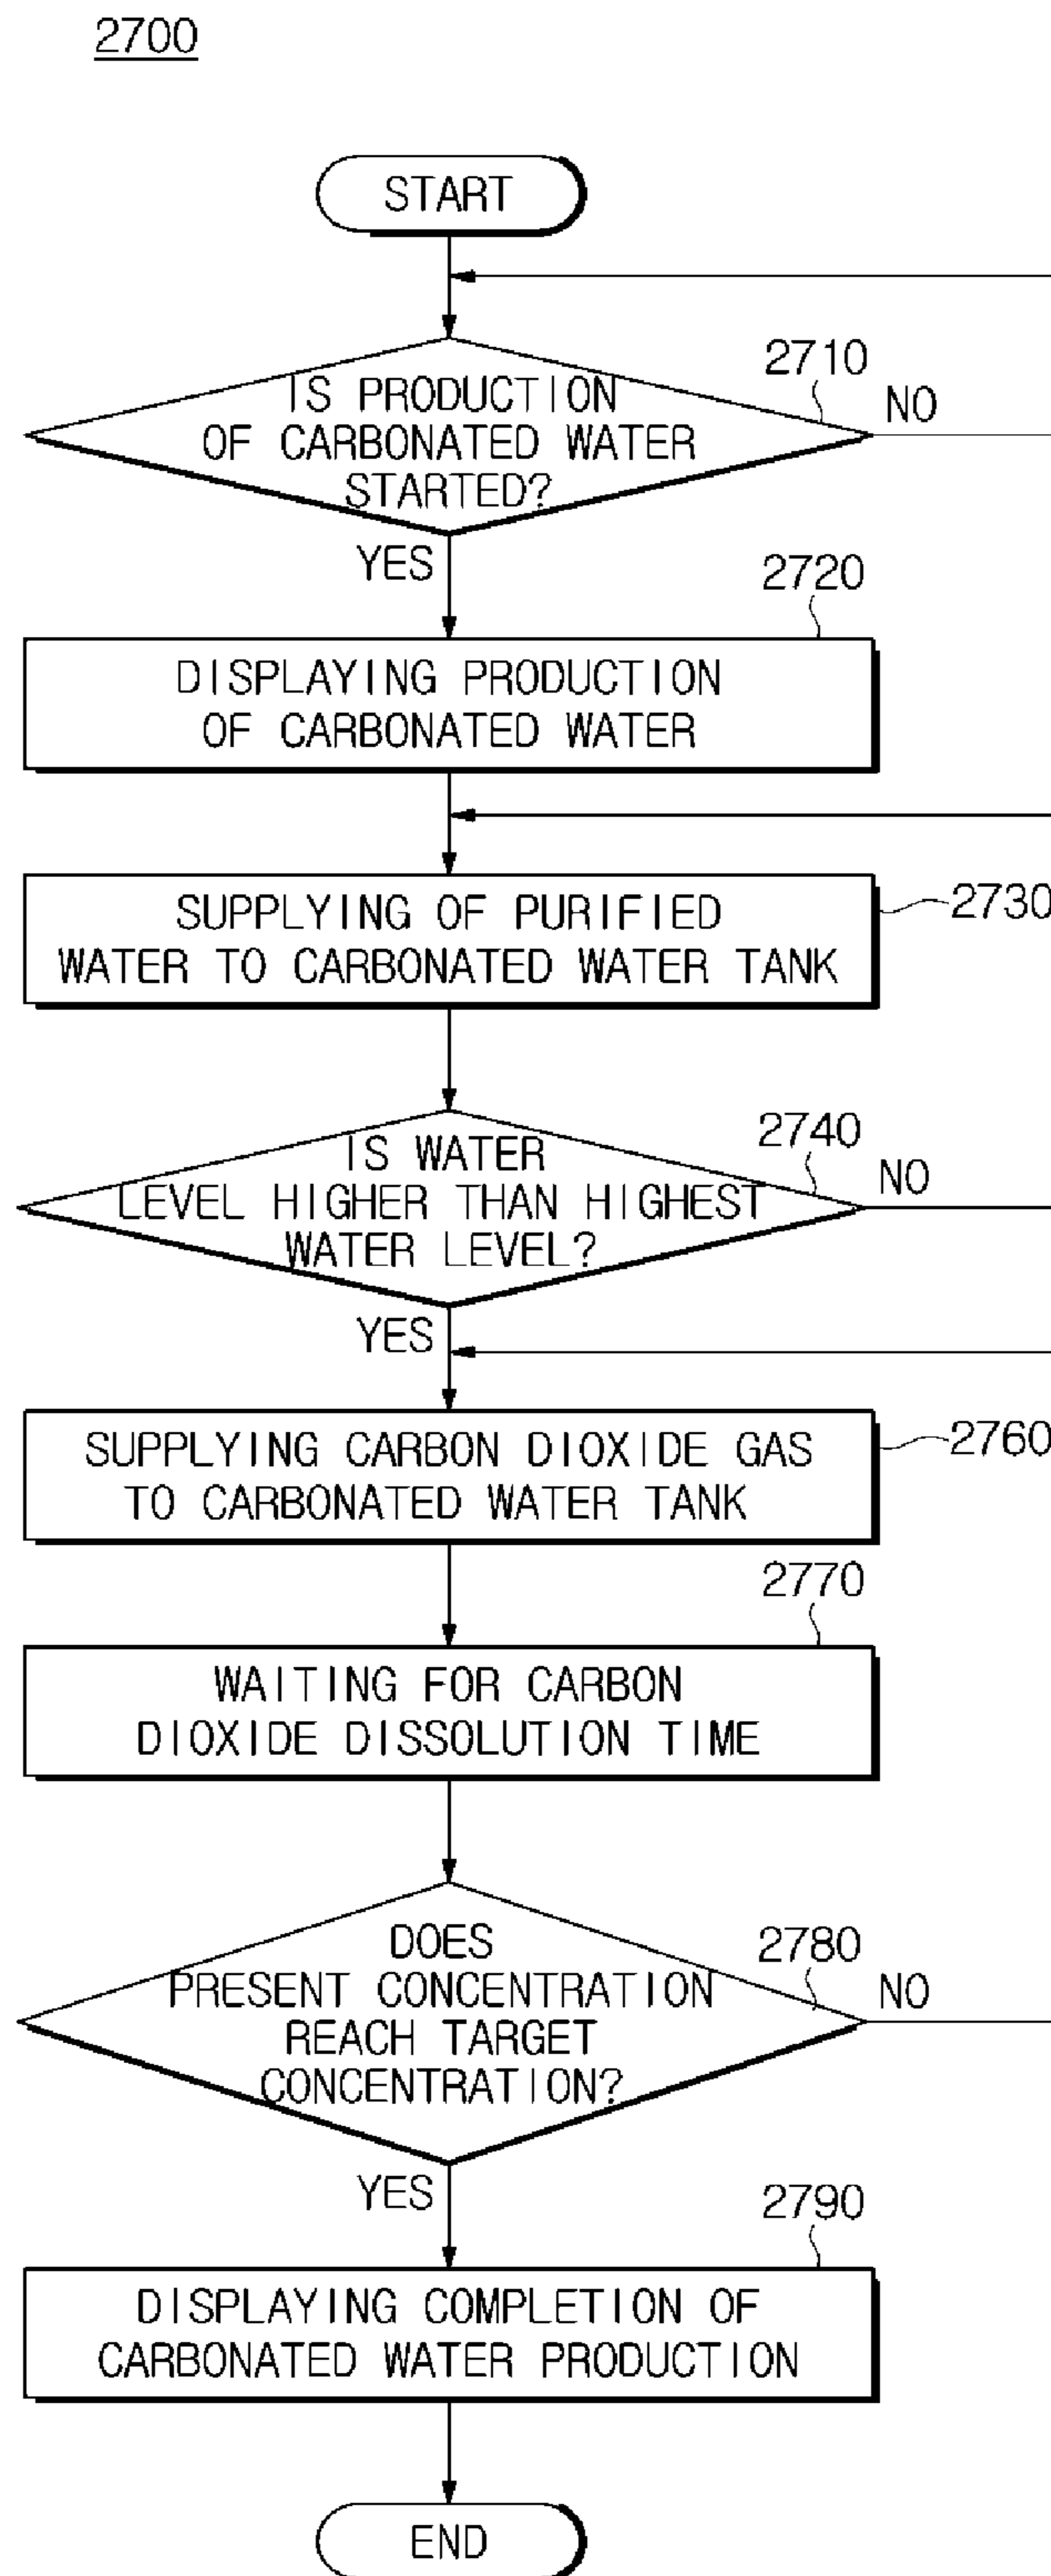 2700
START
2710
IS PRODUCTION
OF CARBONATED WATER
STARTED?
NO
YES
2720
DISPLAYING PRODUCTION
OF CARBONATED WATER
SUPPLYING OF PURIFIED
WATER TO CARBONATED WATER TANK
2730
2740
IS WATER
LEVEL HIGHER THAN HIGHEST
WATER LEVEL?
NO
YES
SUPPLYING CARBON DIOXIDE GAS
TO CARBONATED WATER TANK
2760
2770
WAITING FOR CARBON
DIOXIDE DISSOLUTION TIME
2780
DOES
PRESENT CONCENTRATION
REACH TARGET
CONCENTRATION?
NO
YES
2790
DISPLAYING COMPLETION OF
CARBONATED WATER PRODUCTION
END